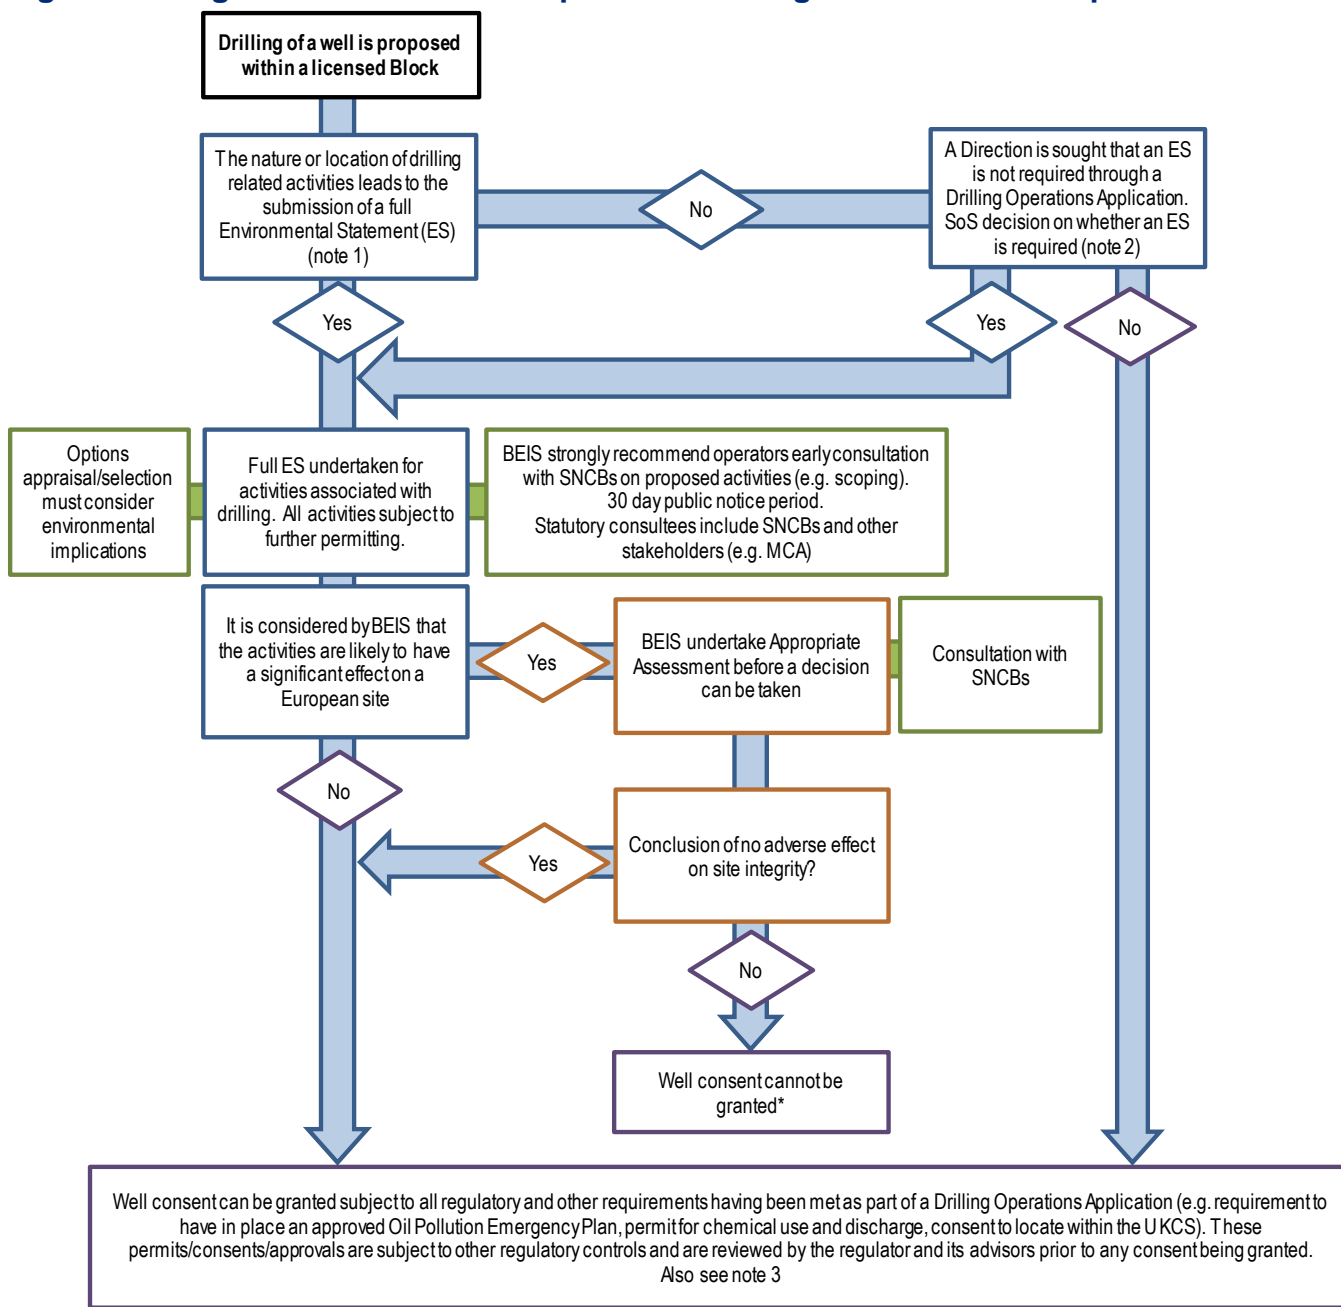 Drilling of a well is proposed
within a licensed Block
The nature or location of drilling
related activities leads to the
submission of a full
Environmental Statement (ES)
(note 1)
No
A Direction is sought that an ES
is not required through a
Drilling Operations Application.
SoS decision on whether an ES
is required (note 2)
Yes
Yes
No
Options
appraisal/selection
must consider
environmental
implications
Full ES undertaken for
activities associated with
drilling. All activities subject to
further permitting.
BEIS strongly recommend operators early consultation
with SNCBs on proposed activities (e.g. scoping).
30 day public notice period.
Statutory consultees include SNCBs and other
stakeholders (e.g. MCA)
It is considered by BEIS that
the activities are likely to have
a significant effect on a
European site
Yes
BEIS undertake Appropriate
Assessment before a decision
can be taken
Consultation with
SNCBs
No
Yes
Conclusion of no adverse effect
on site integrity?
No
Well consent cannot be
granted*
Well consent can be granted subject to all regulatory and other requirements having been met as part of a Drilling Operations Application (e.g. requirement to
have in place an approved Oil Pollution Emergency Plan, permit for chemical use and discharge, consent to locate within the UKCS). These
permits/consents/approvals are subject to other regulatory controls and are reviewed by the regulator and its advisors prior to any consent being granted.
Also see note 3